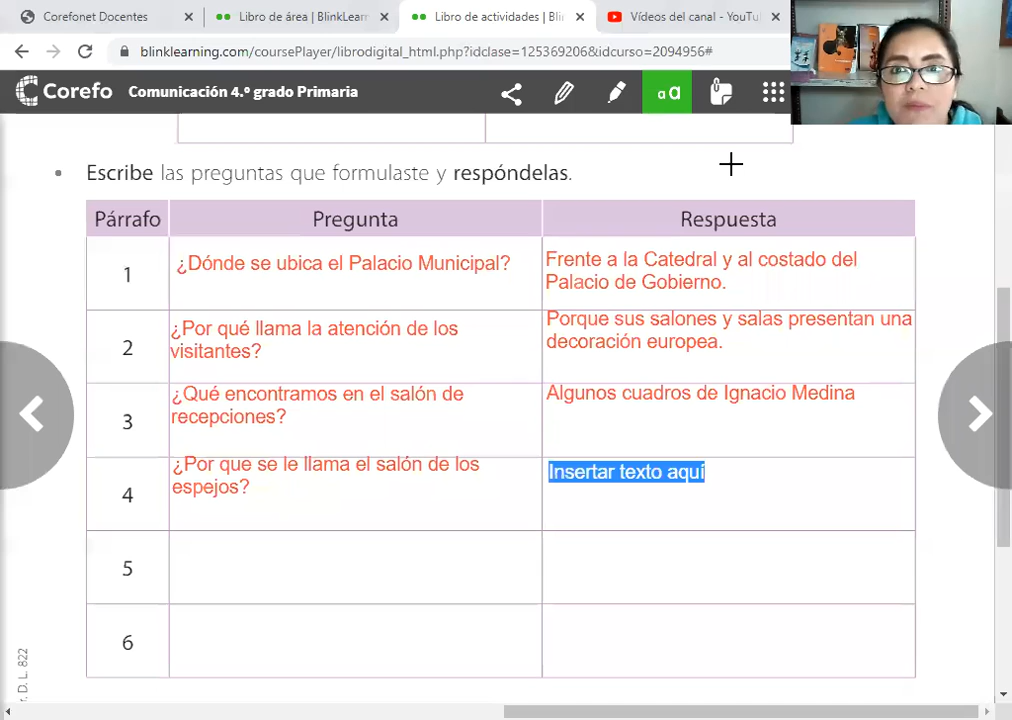 Corefonet Docentes
Libro de área | BlinkLear
Libro de actividades | Bli
Vídeos del canal - YouTu
blinklearning.com/coursePlayer/librodigital_html.php?idclase=125369206&idcurso=2094956#
Corefo Comunicación 4.º grado Primaria
aa
• Escribe las preguntas que formulaste y respóndelas.
Párrafo Pregunta Respuesta
1 ¿Dónde se ubica el Palacio Municipal? Frente a la Catedral y al costado del
Palacio de Gobierno.
2 ¿Por qué llama la atención de los
visitantes?
Porque sus salones y salas presentan una
decoración europea.
3 ¿Qué encontramos en el salón de
recepciones?
Algunos cuadros de Ignacio Medina
4 ¿Por que se le llama el salón de los
espejos?
Insertar texto aquí
5
6
r. D. L. 822